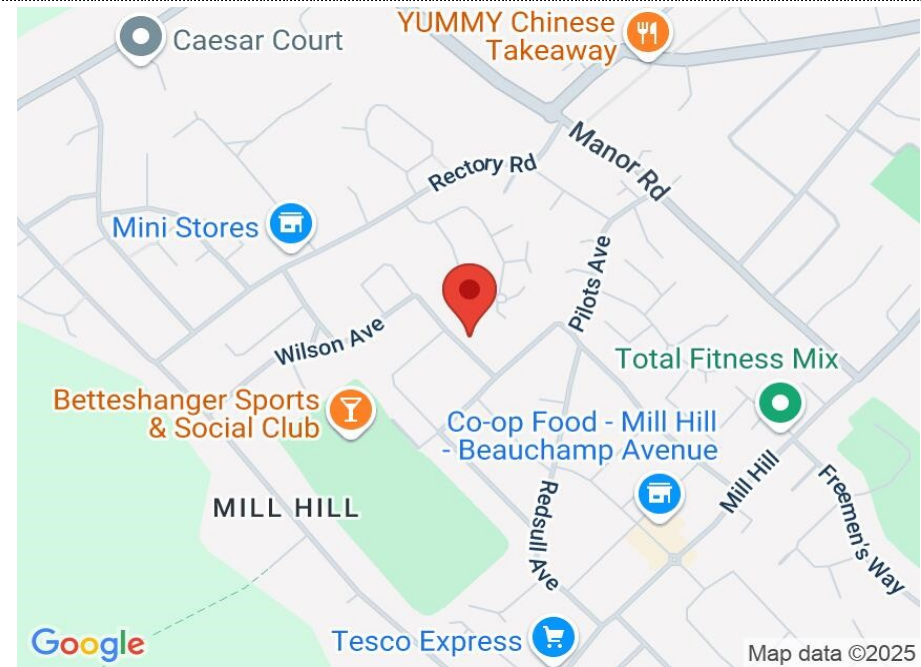 YUMMY Chinese
Takeaway
Caesar Court
Manor Rd
Rectory Rd
Mini Stores
Pilots Ave
Wilson Ave
Total Fitness Mix
Betteshanger Sports
& Social Club
Co-op Food - Mill Hill
- Beauchamp Avenue
Mill Hill
Freemen's Way
MILL HILL
Redsull Ave
Tesco Express
Google
Map data ©2025